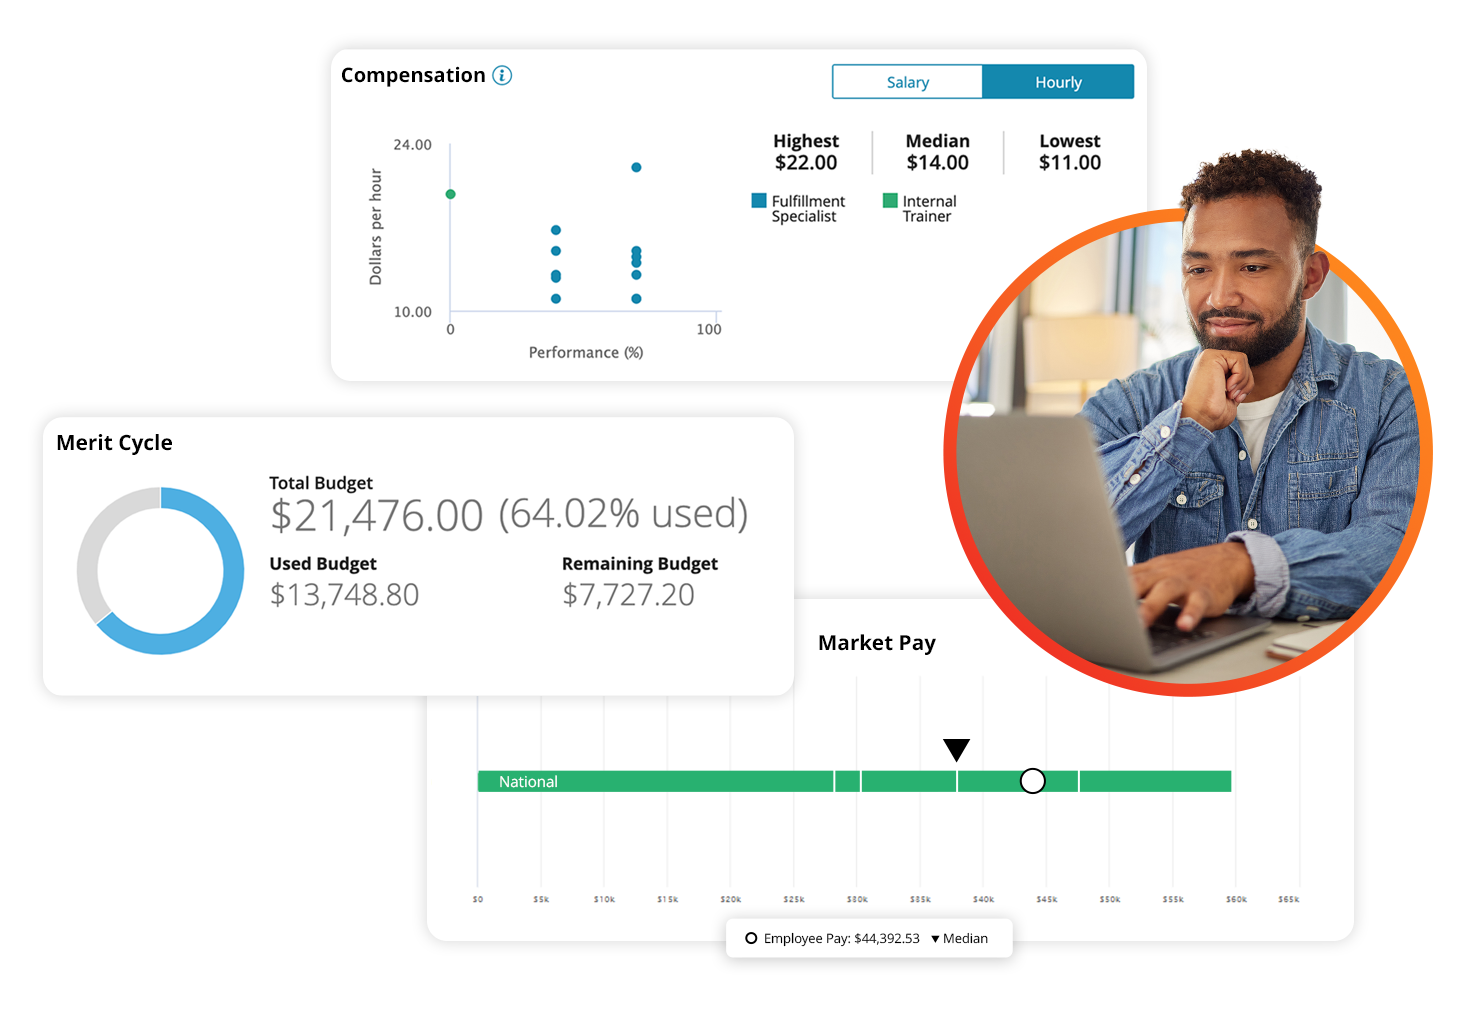 Compensation
Salary
Hourly
Highest
$22.00
Median
$14.00
Lowest
$11.00
Fulfillment
Specialist
Internal
Trainer
24.00
Dollars per hour
10.00
0
100
Performance (%)
Merit Cycle
Total Budget
$21,476.00 (64.02% used)
Used Budget
$13,748.80
Remaining Budget
$7,727.20
Market Pay
National
$0 $5k $10k $15k $20k $25k $30k $35k $40k $45k $50k $55k $60k $65k
Employee Pay: $44,392.53 Median